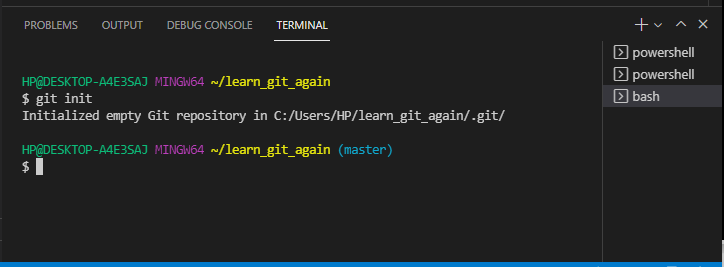 PROBLEMS OUTPUT DEBUG CONSOLE TERMINAL
HP@DESKTOP-A4E3SAJ MINGW64 ~/learn_git_again
$ git init
Initialized empty Git repository in C:/Users/HP/learn_git_again/.git/
HP@DESKTOP-A4E3SAJ MINGW64 ~/learn_git_again (master)
$
powershell
powershell
bash